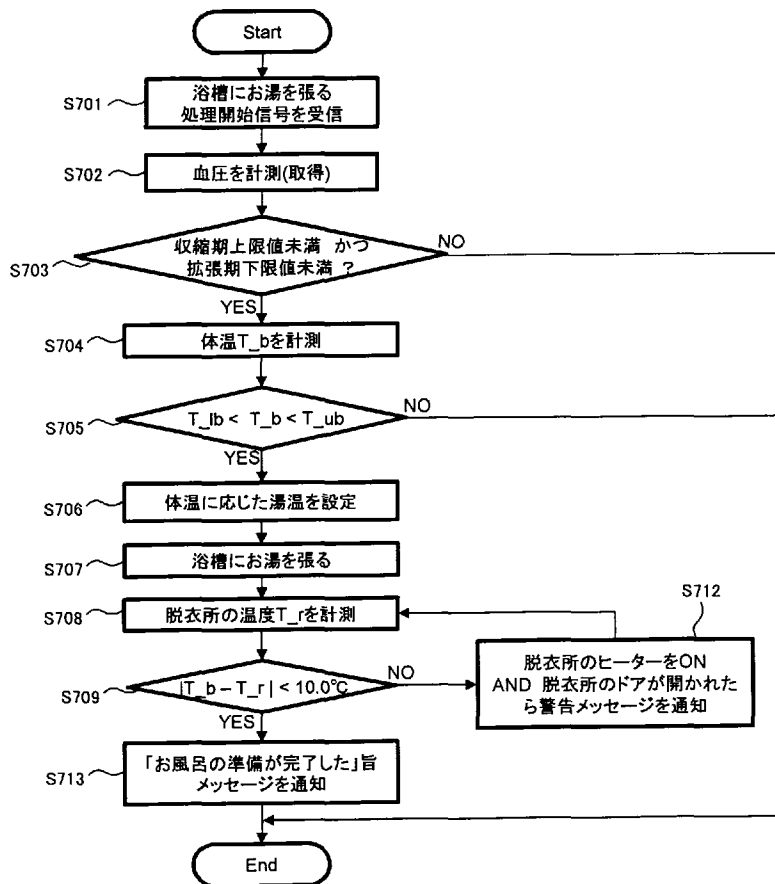 Start
S701
浴槽にお湯を張る
処理開始信号を受信
S702
血圧を計測(取得)
S703
収縮期上限値未満 かつ
拡張期下限値未満 ?
NO
YES
S704
体温T_bを計測
S705
T_lb < T_b < T_ub
NO
YES
S706
体温に応じた湯温を設定
S707
浴槽にお湯を張る
S708
脱衣所の温度T_rを計測
S712
脱衣所のヒーターをON
AND 脱衣所のドアが開かれた
ら警告メッセージを通知
S709
|T_b – T_r| < 10.0℃
NO
YES
S713
「お風呂の準備が完了した」旨
メッセージを通知
End